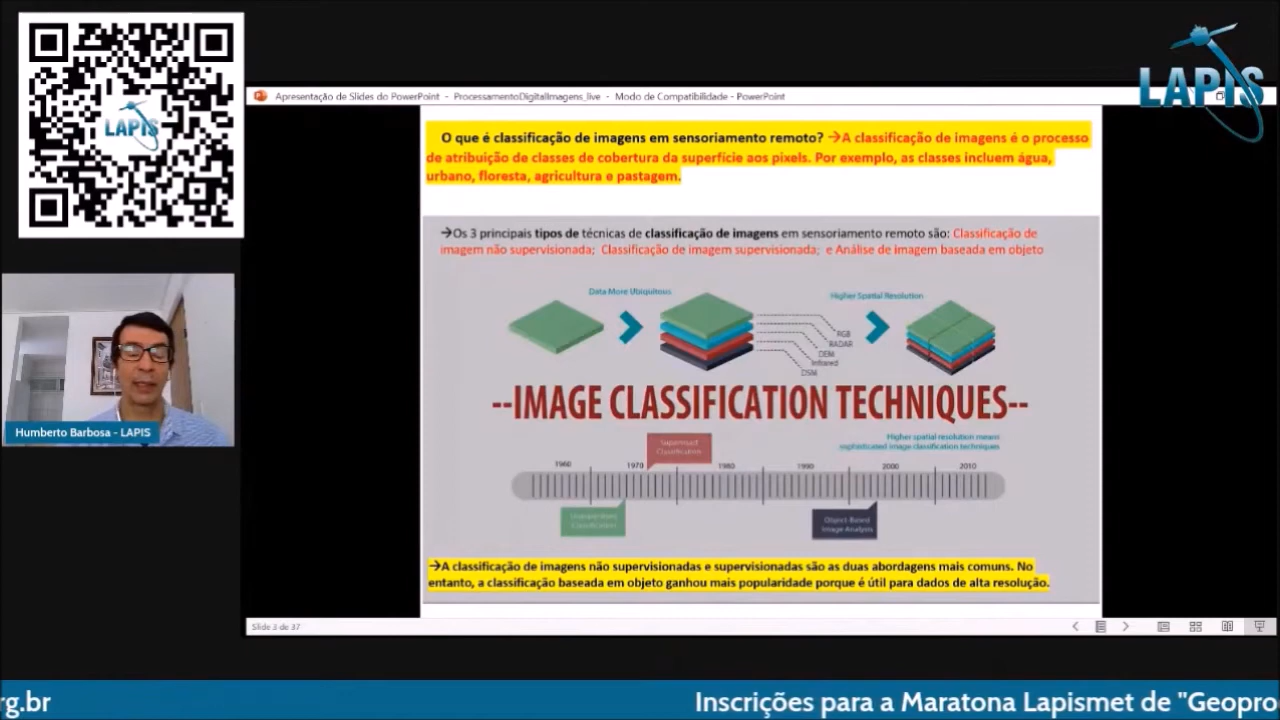 LAPIS
LAPIS
Apresentação de Slides do PowerPoint - ProcessamentoDigitalImagens_live - Modo de Compatibilidade - PowerPoint
O que é classificação de imagens em sensoriamento remoto? →A classificação de imagens é o processo
de atribuição de classes de cobertura da superfície aos pixels. Por exemplo, as classes incluem água,
urbano, floresta, agricultura e pastagem.
→Os 3 principais tipos de técnicas de classificação de imagens em sensoriamento remoto são: Classificação de
imagem não supervisionada; Classificação de imagem supervisionada; e Análise de imagem baseada em objeto
Data More Ubiquitous
Higher Spatial Resolution
RGB
RADAR
DEM
Infrared
DSM
--IMAGE CLASSIFICATION TECHNIQUES--
Higher spatial resolution means
sophisticated image classification techniques
Supervised
Classification
1960 1970 1980 1990 2000 2010
Unsupervised
Classification
Object-Based
Image Analysis
→A classificação de imagens não supervisionadas e supervisionadas são as duas abordagens mais comuns. No
entanto, a classificação baseada em objeto ganhou mais popularidade porque é útil para dados de alta resolução.
Humberto Barbosa - LAPIS
Slide 3 de 37
rg.br
Inscrições para a Maratona Lapismet de "Geopro